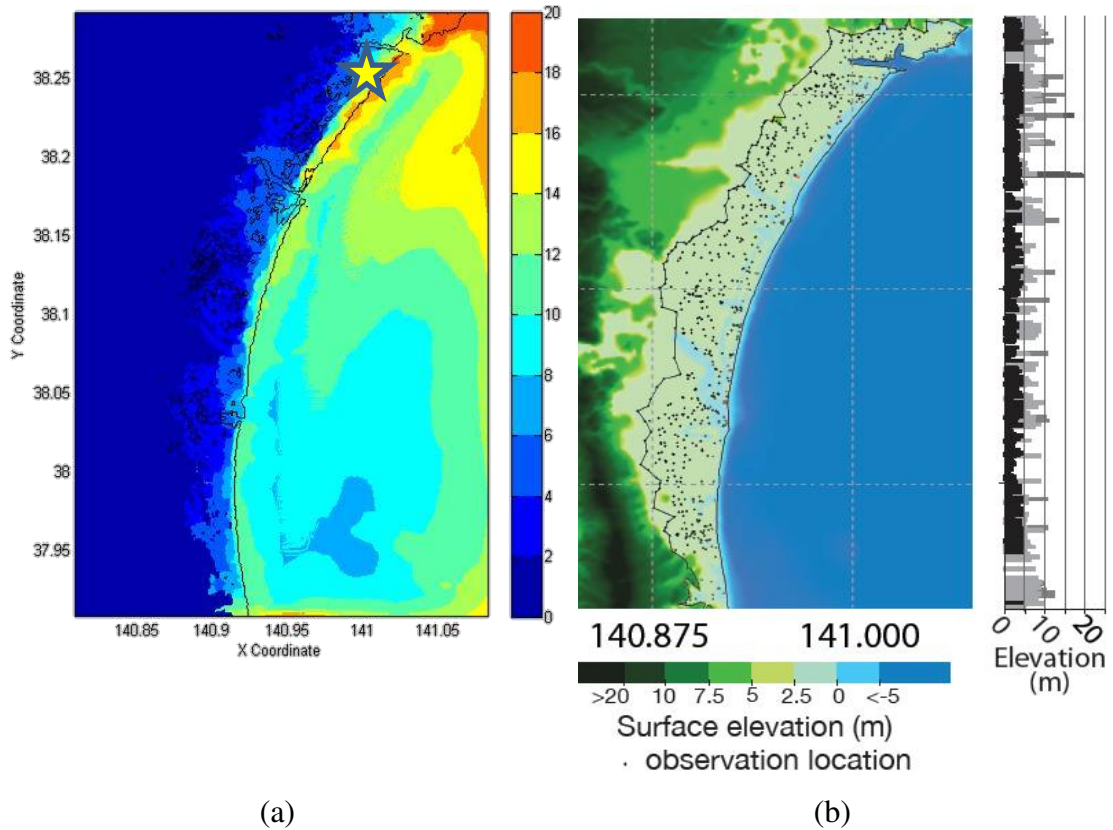 38.25
38.2
38.15
38.1
38.05
38
37.95
Y Coordinate
140.85 140.9 140.95 141 141.05
X Coordinate
20
18
16
14
12
10
8
6
4
2
0
140.875 141.000
>20 10 7.5 5 2.5 0 <-5
Surface elevation (m)
. observation location
0 10 20
Elevation
(m)
(a) (b)